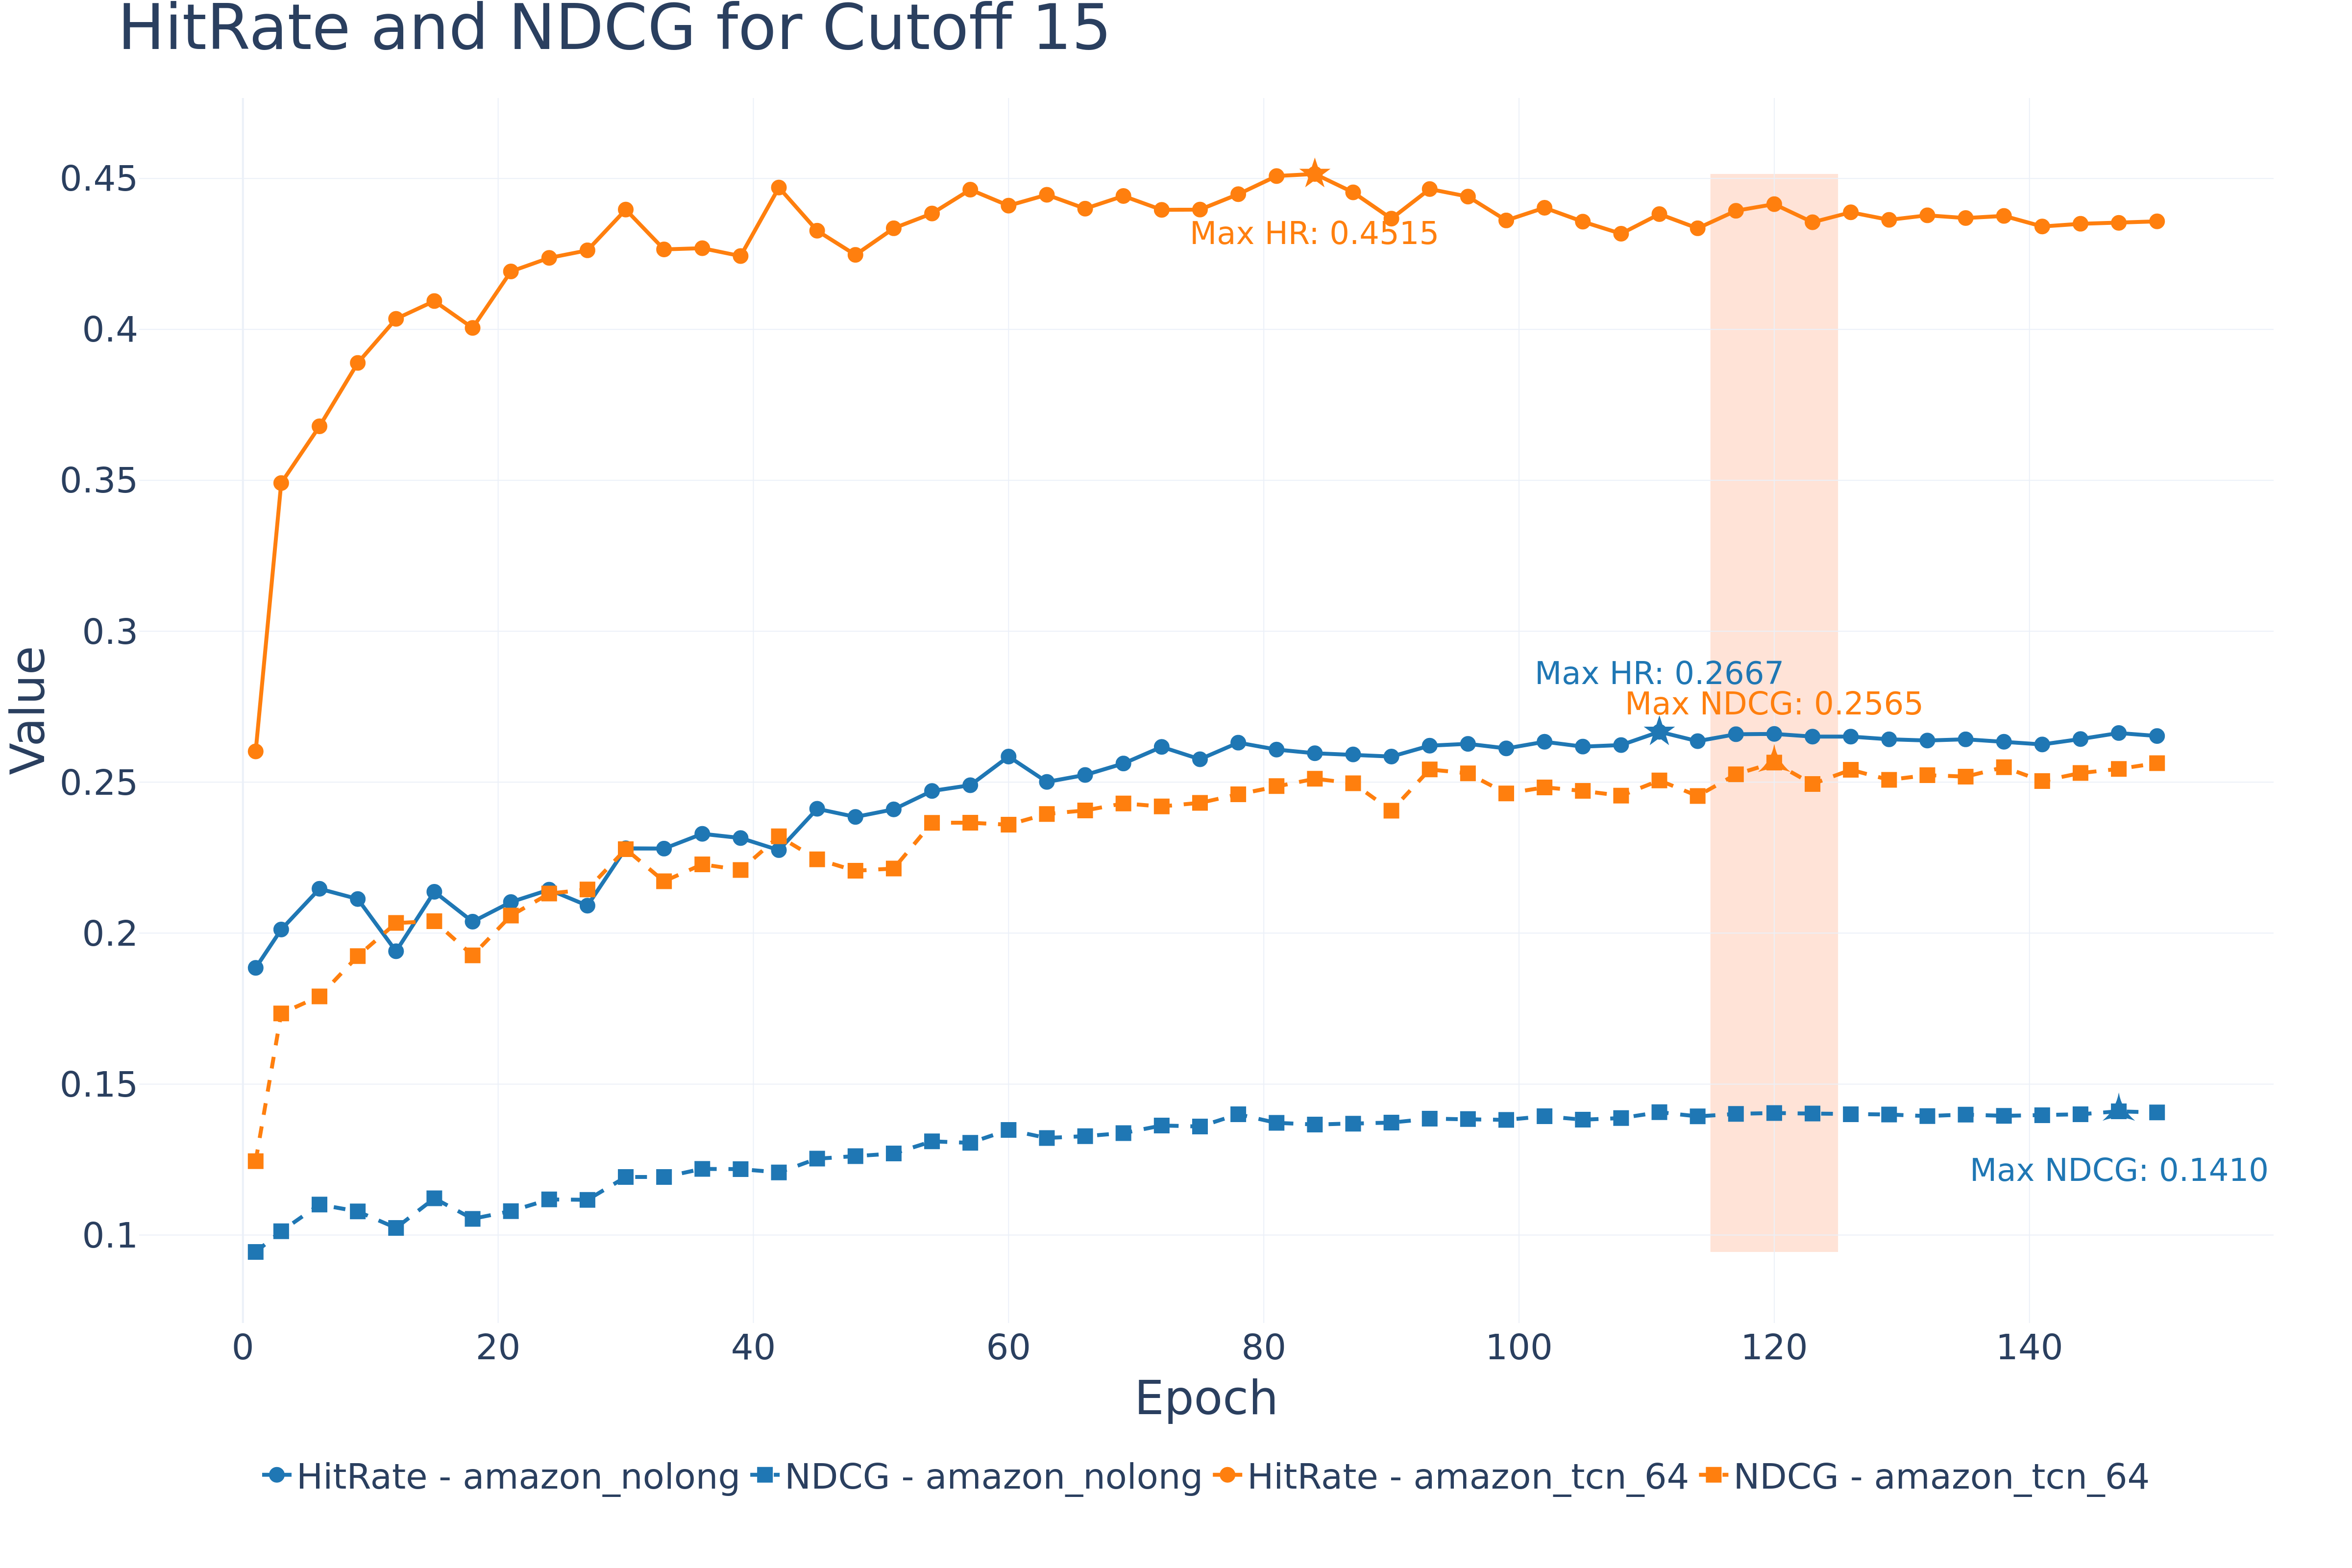 HitRate and NDCG for Cutoff 15
Value
0.45
0.4
0.35
0.3
0.25
0.2
0.15
0.1
Max HR: 0.4515
Max HR: 0.2667
Max NDCG: 0.2565
Max NDCG: 0.1410
0 20 40 60 80 100 120 140
Epoch
HitRate - amazon_nolong NDCG - amazon_nolong HitRate - amazon_tcn_64 NDCG - amazon_tcn_64